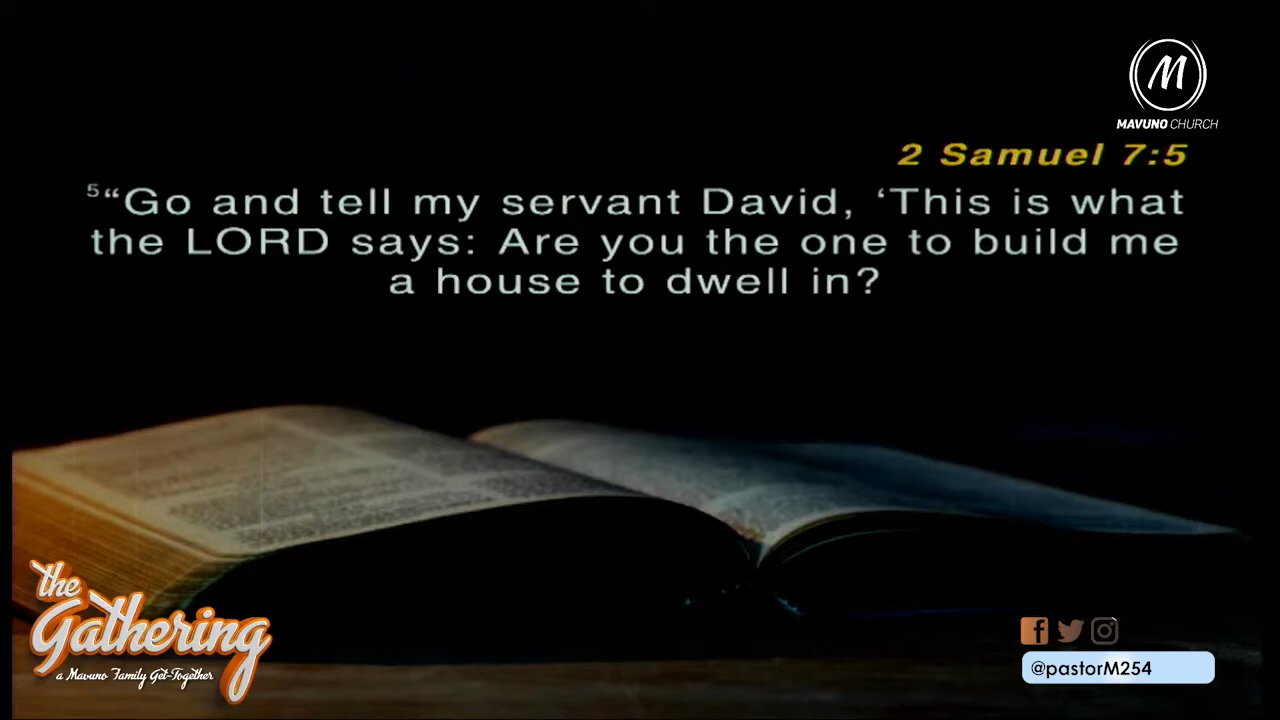 M
MAVUNO CHURCH
2 Samuel 7:5
5“Go and tell my servant David, ‘This is what
the LORD says: Are you the one to build me
a house to dwell in?
the
Gathering
a Mavuno Family Get-Together
@pastorM254